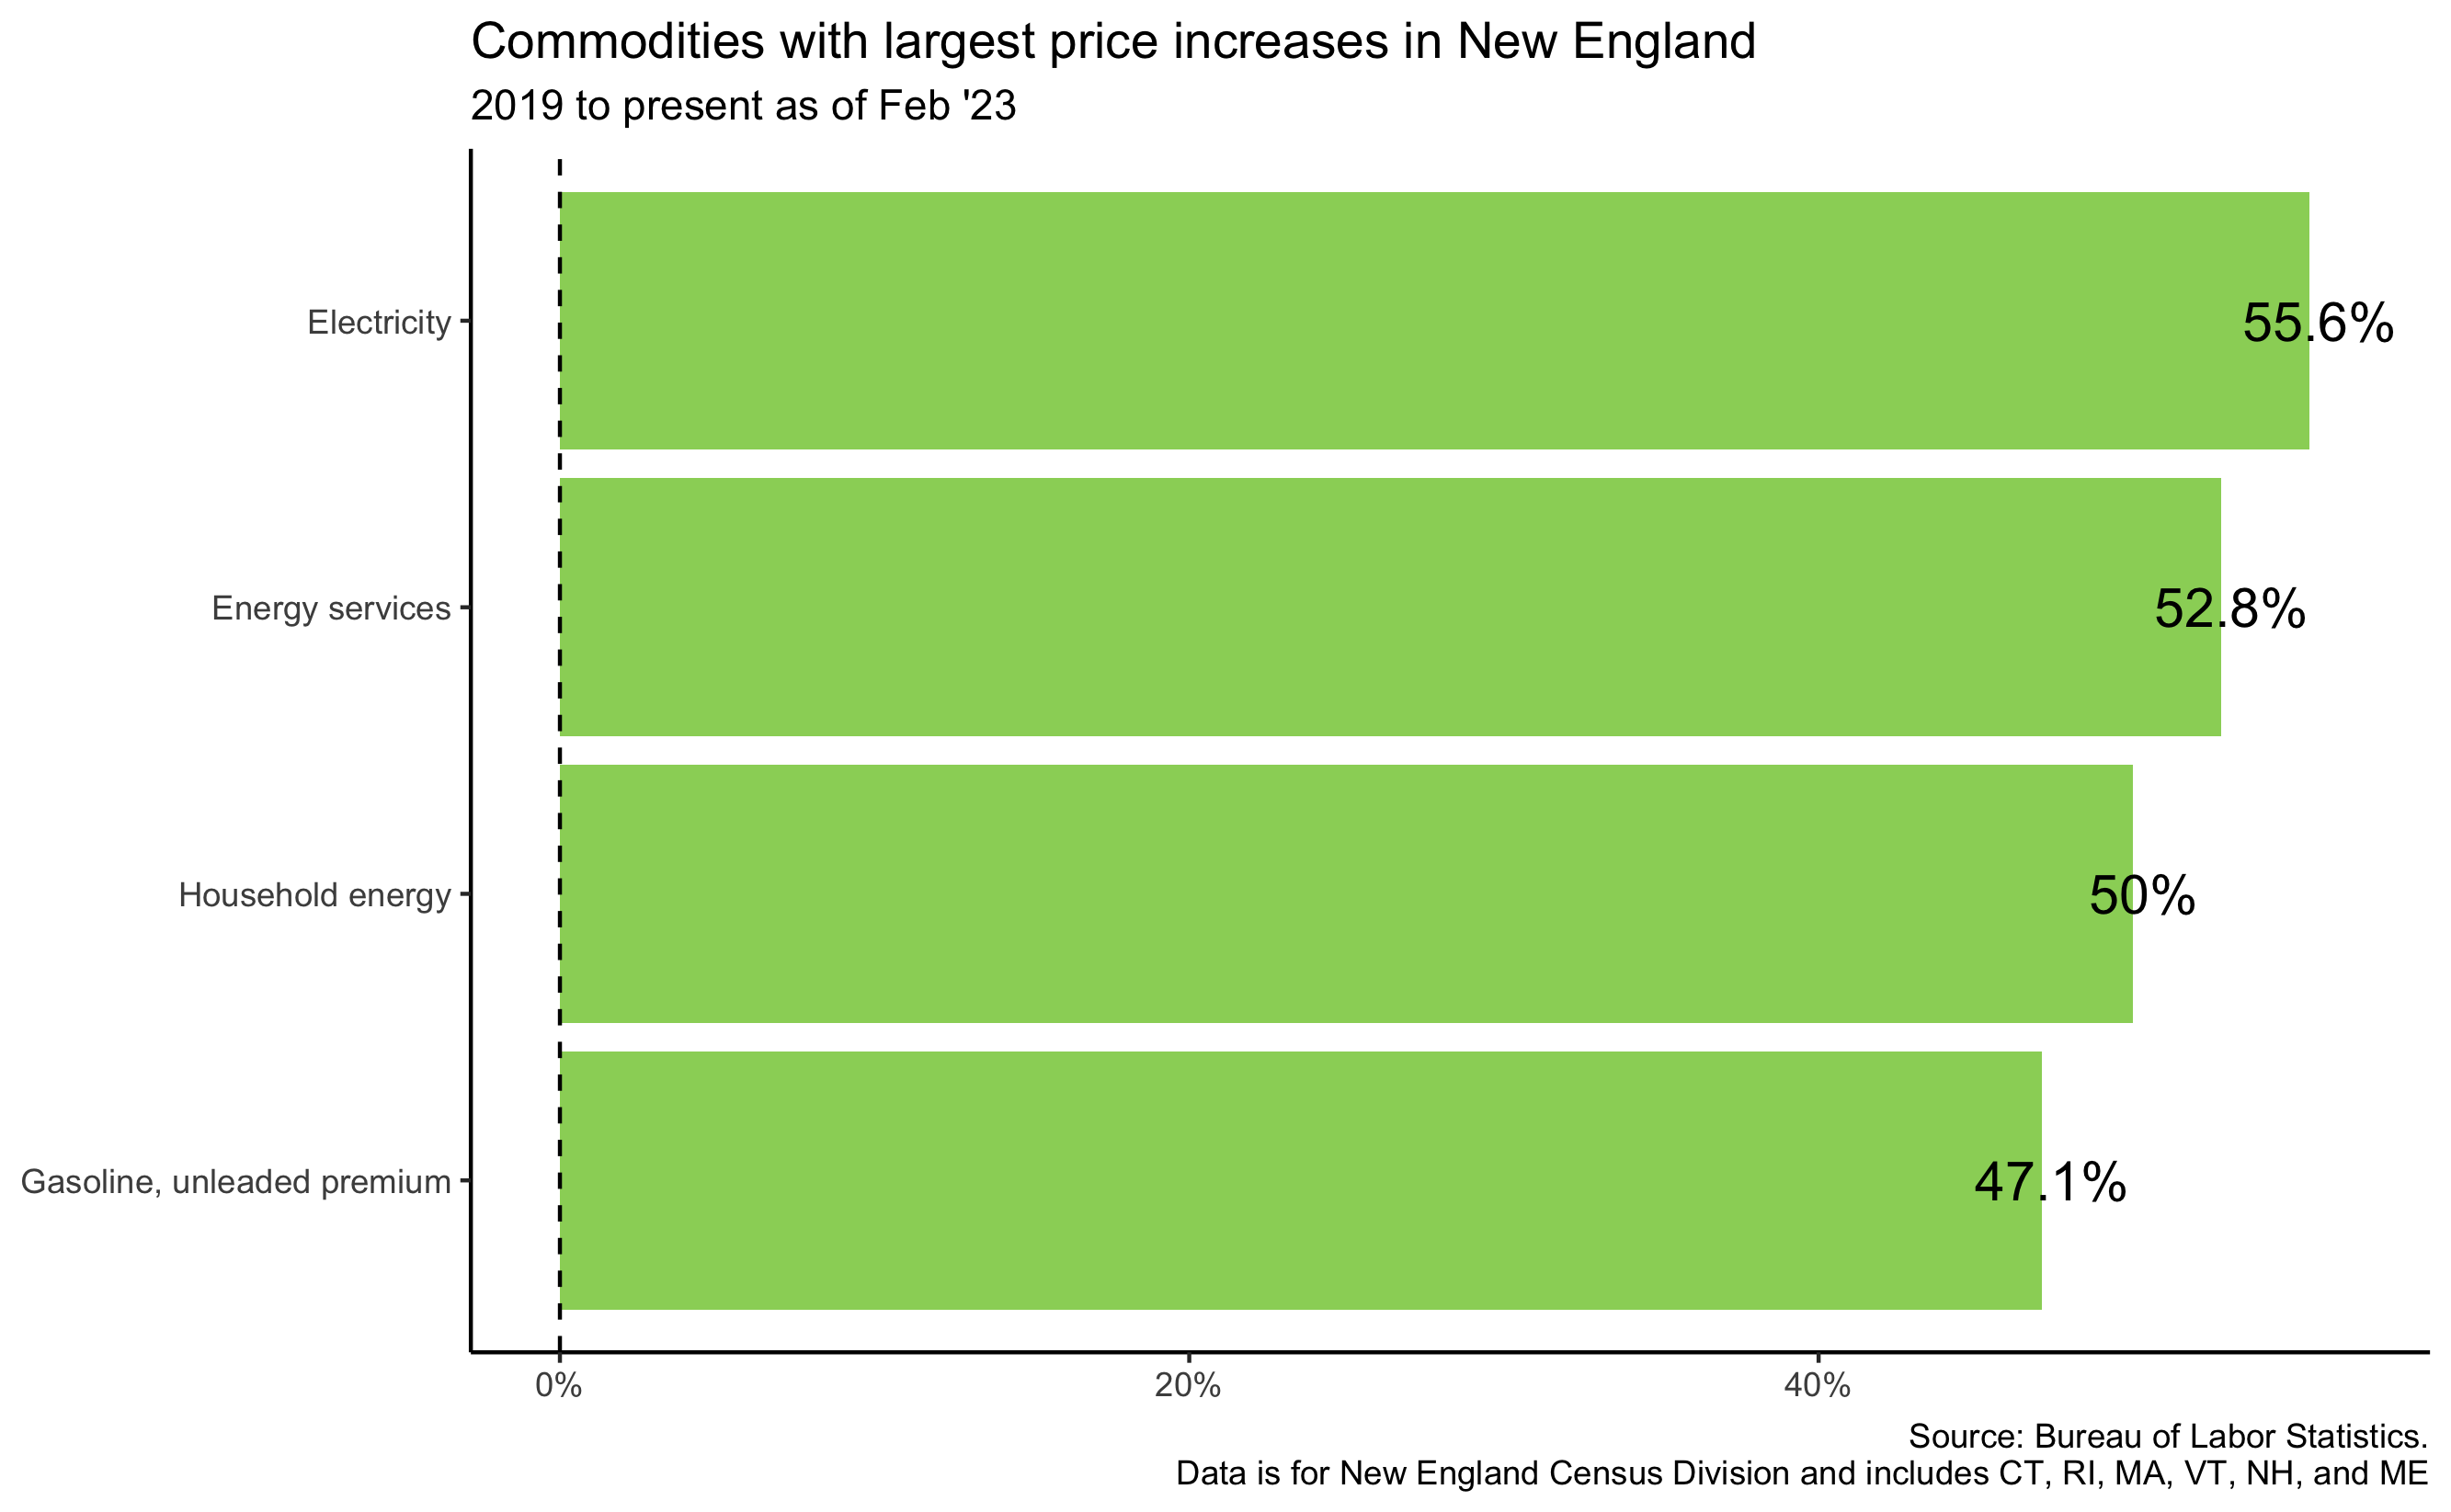 Commodities with largest price increases in New England
2019 to present as of Feb '23
Electricity
55.6%
Energy services
52.8%
Household energy
50%
Gasoline, unleaded premium
47.1%
0%
20%
40%
Source: Bureau of Labor Statistics.
Data is for New England Census Division and includes CT, RI, MA, VT, NH, and ME